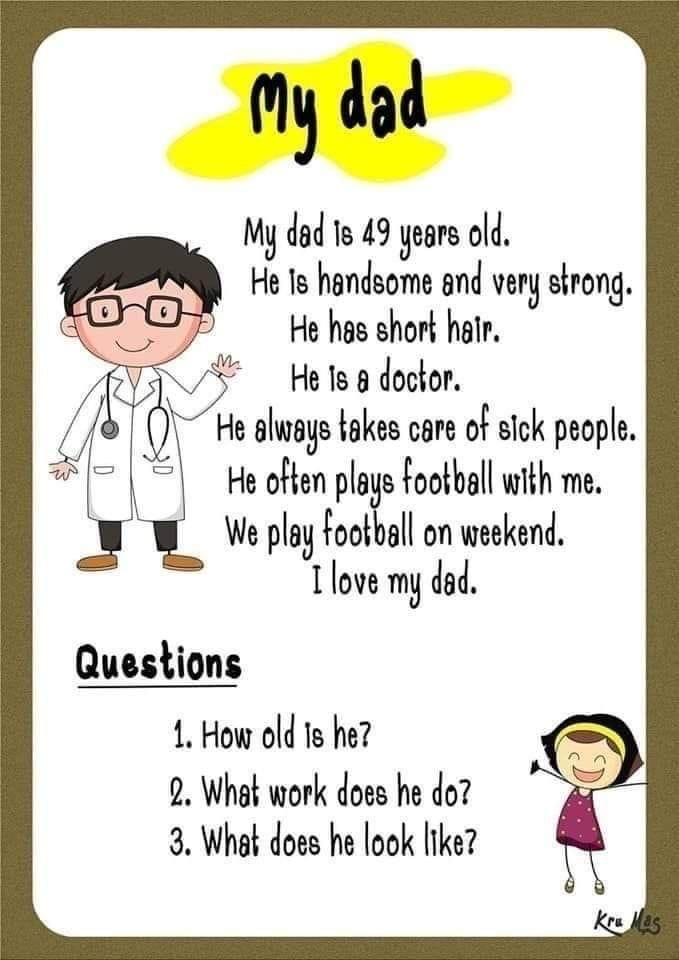 My dad
My dad is 49 years old.
He is handsome and very strong.
He has short hair.
He is a doctor.
He always takes care of sick people.
He often plays football with me.
We play football on weekend.
I love my dad.
Questions
1. How old is he?
2. What work does he do?
3. What does he look like?
Kru Mas